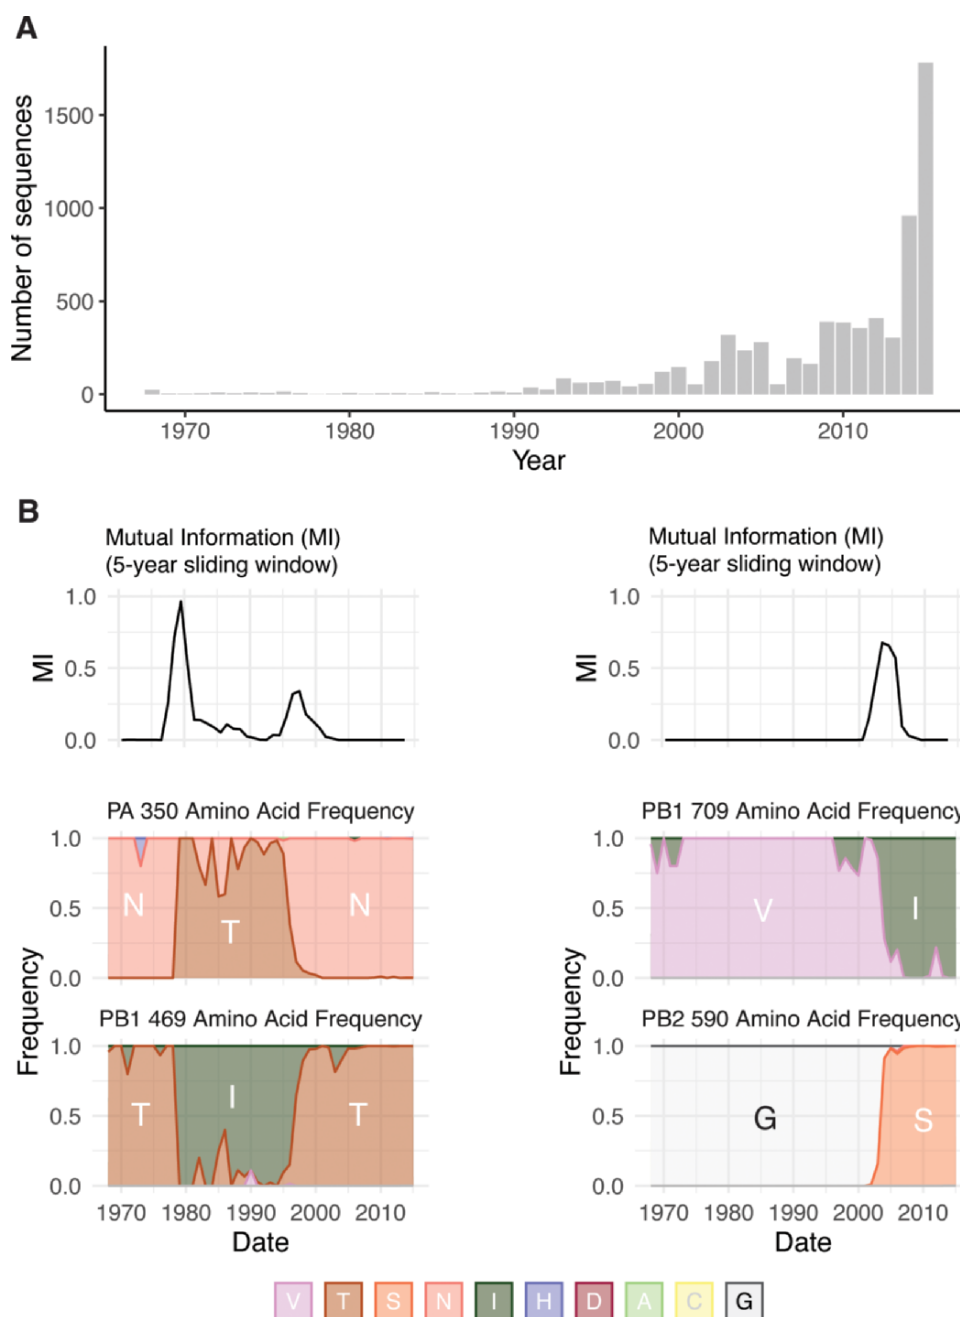 A
Number of sequences
1500
1000
500
0
1970 1980 1990 2000 2010
Year
B
Mutual Information (MI)
(5-year sliding window)
Mutual Information (MI)
(5-year sliding window)
MI
1.0
0.5
0.0
MI
1.0
0.5
0.0
Frequency
PA 350 Amino Acid Frequency
1.0
0.5
0.0
N T N
PB1 469 Amino Acid Frequency
1.0
0.5
0.0
T I T
1970 1980 1990 2000 2010
Date
Frequency
PB1 709 Amino Acid Frequency
1.0
0.5
0.0
V I
PB2 590 Amino Acid Frequency
1.0
0.5
0.0
G S
1970 1980 1990 2000 2010
Date
V T S N I H D A C G